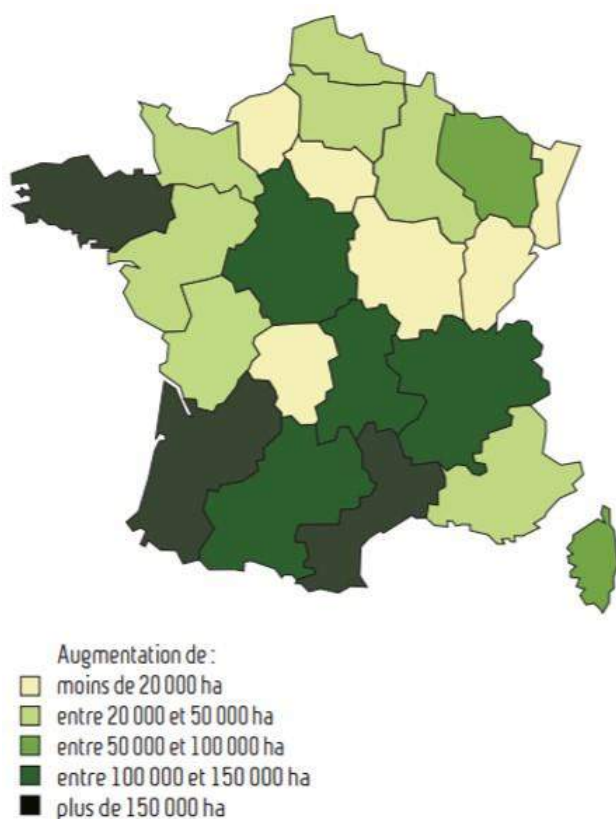 Augmentation de :
moins de 20 000 ha
entre 20 000 et 50 000 ha
entre 50 000 et 100 000 ha
entre 100 000 et 150 000 ha
plus de 150 000 ha